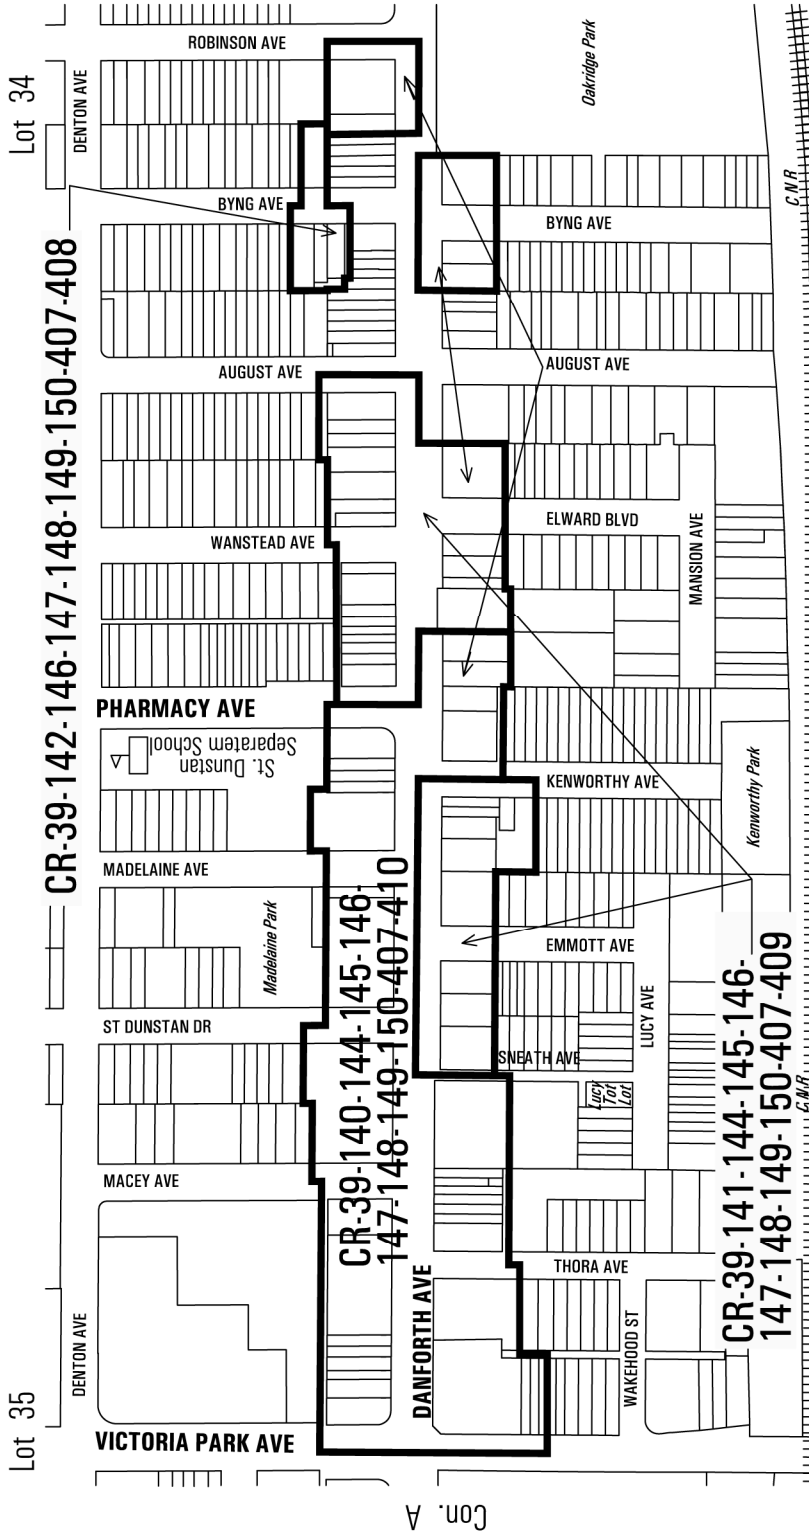 Lot 34
Lot 35
Con. A
DENTON AVE
DENTON AVE
ROBINSON AVE
BYNG AVE
BYNG AVE
AUGUST AVE
AUGUST AVE
WANSTEAD AVE
ELWARD BLVD
MANSION AVE
PHARMACY AVE
St. Dunstan
Separatem School
KENWORTHY AVE
MADELAINE AVE
EMMOTT AVE
ST DUNSTAN DR
LUCY AVE
SNEATH AVE
Lucy
Tot
Lot
MACEY AVE
THORA AVE
DANFORTH AVE
WAKEHOOD ST
VICTORIA PARK AVE
Oakridge Park
Kenworthy Park
Madelaine Park
CNR
CNR
CR-39-142-146-147-148-149-150-407-408
CR-39-140-144-145-146-
147-148-149-150-407-410
CR-39-141-144-145-146-
147-148-149-150-407-409